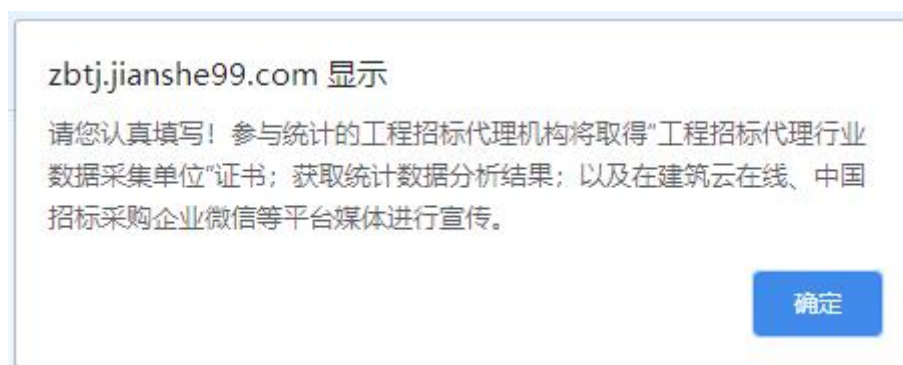 zbtj.jianshe99.com 显示
请您认真填写！参与统计的工程招标代理机构将取得“工程招标代理行业
数据采集单位”证书；获取统计数据分析结果；以及在建筑云在线、中国
招标采购企业微信等平台媒体进行宣传。
确定